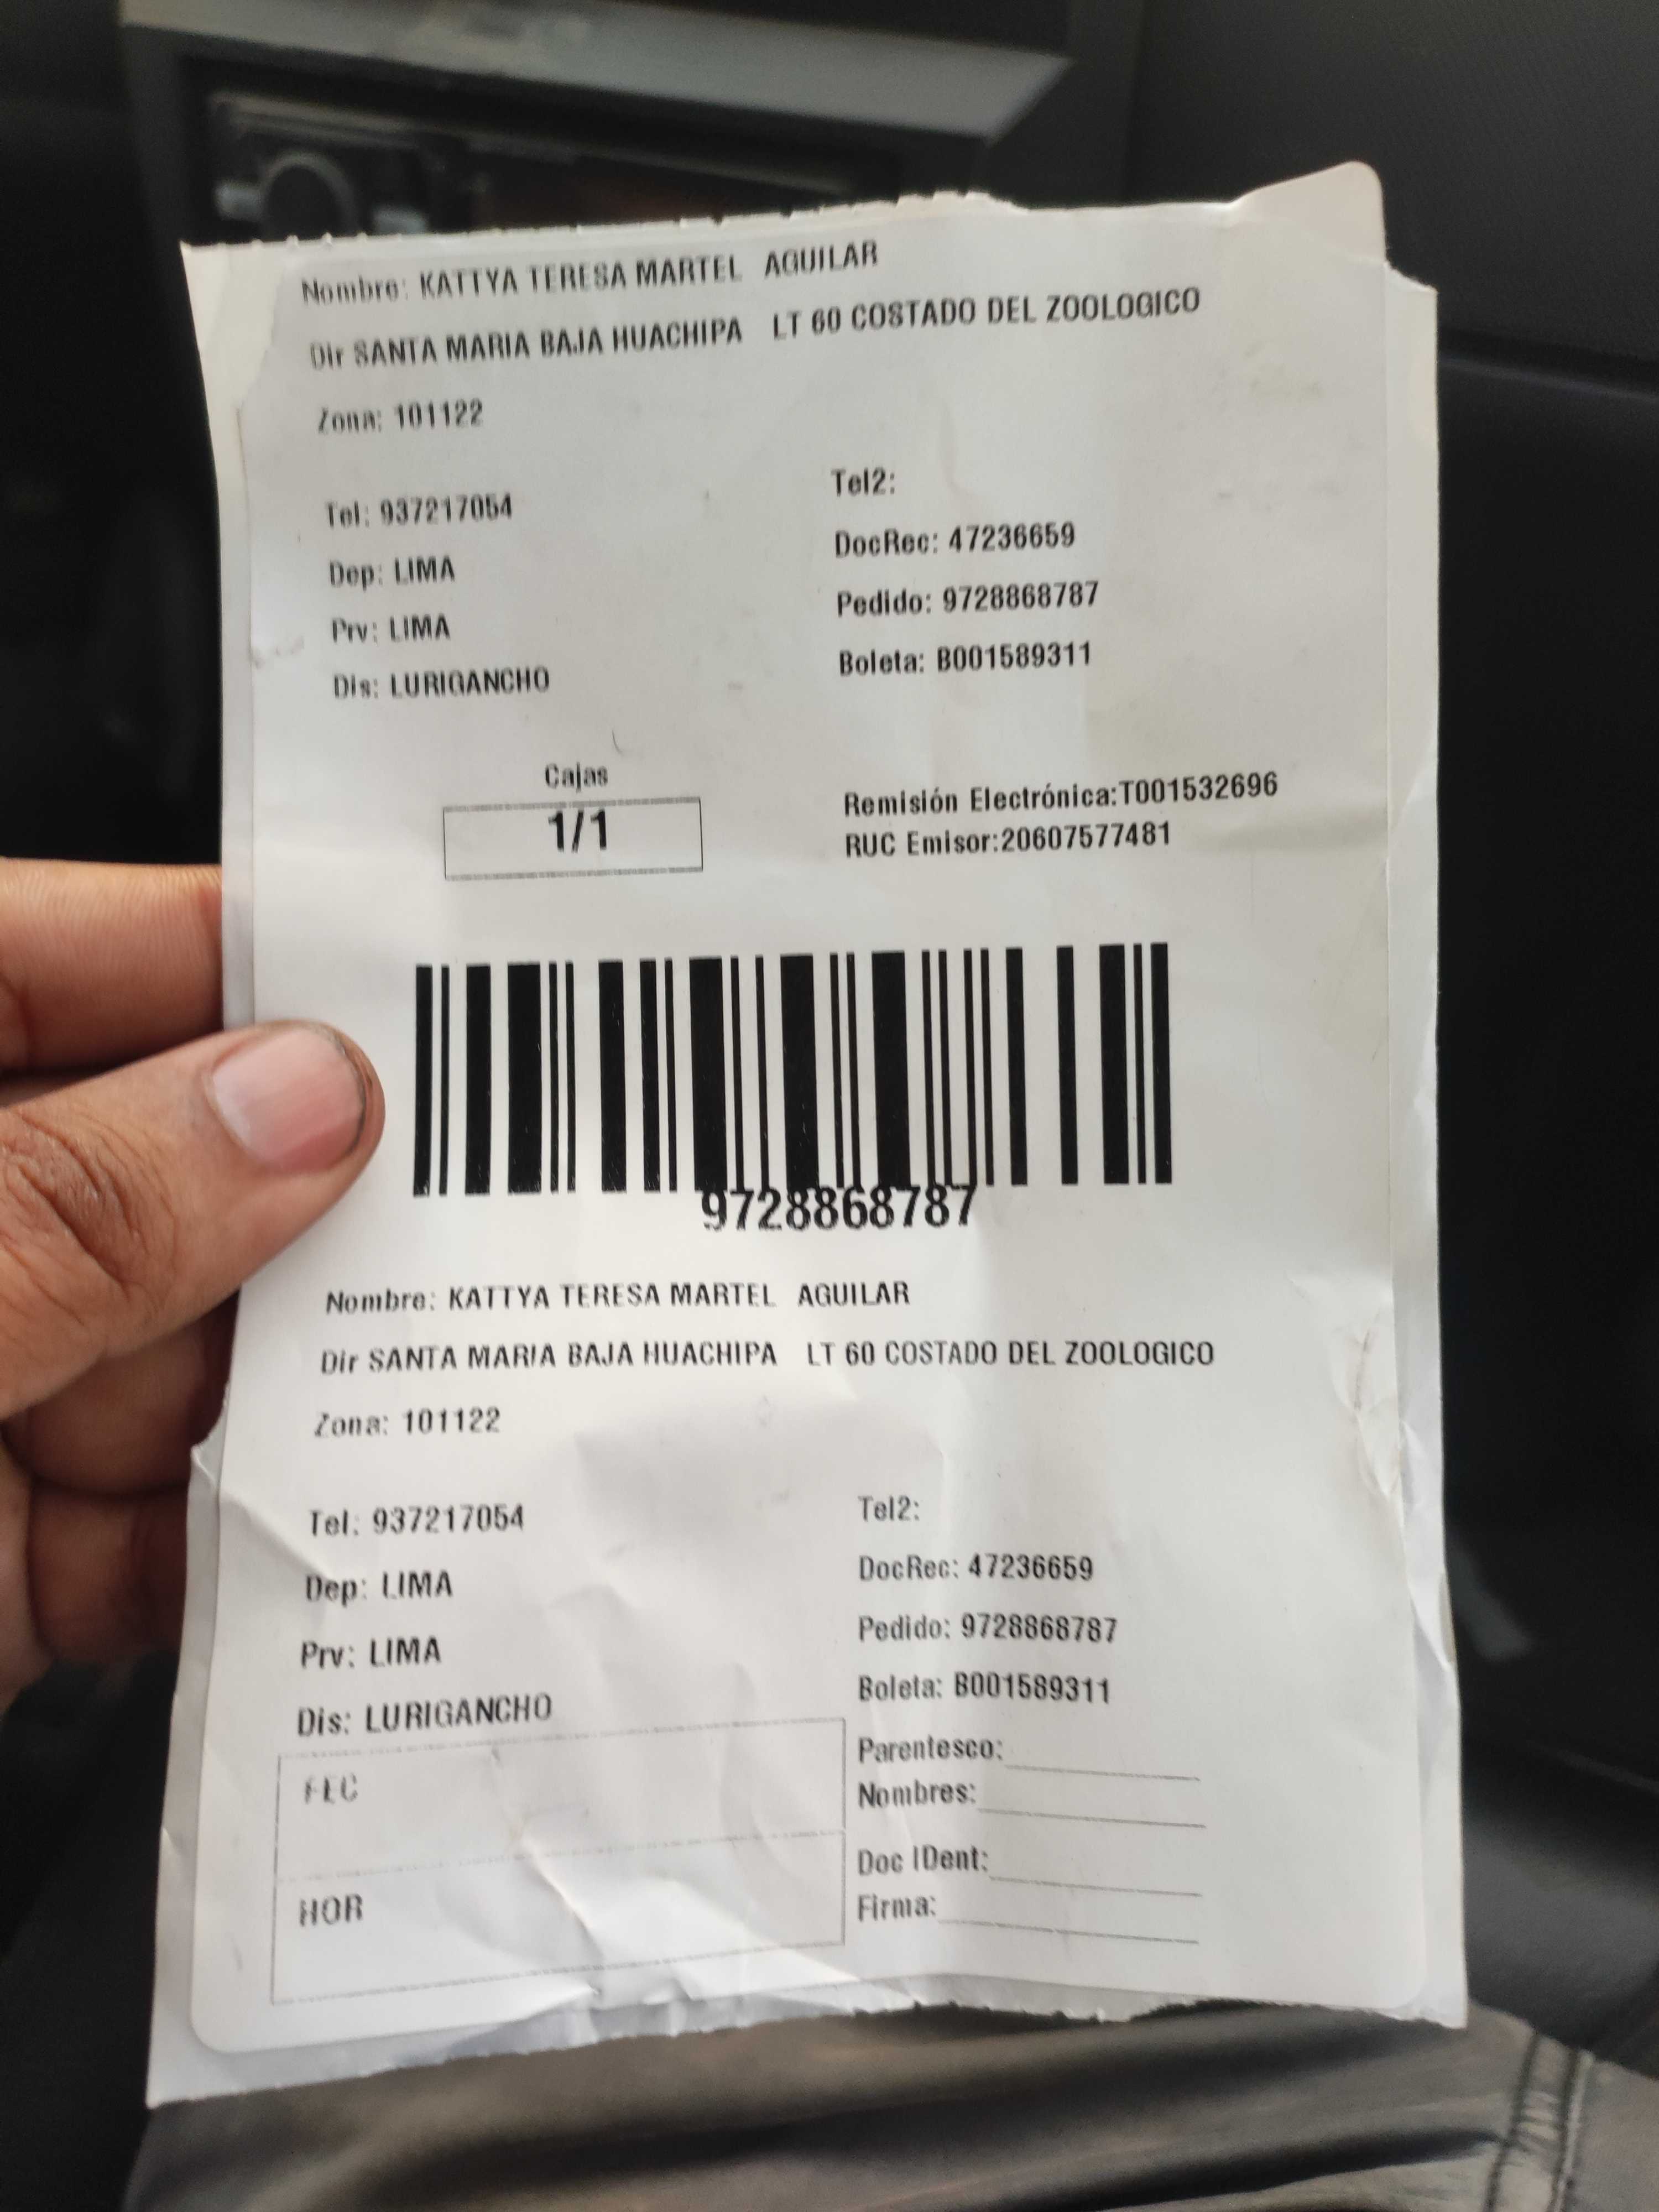 Nombre: KATTYA TERESA MARTEL AGUILAR
Dir SANTA MARIA BAJA HUACHIPA LT 60 COSTADO DEL ZOOLOGICO
Zona: 101122
Tel: 937217054
Tel2:
Dep: LIMA
DocRec: 47236659
Prv: LIMA
Pedido: 9728868787
Dis: LURIGANCHO
Boleta: B001589311
Cajas
1/1
Remisión Electrónica:T001532696
RUC Emisor:20607577481
9728868787
Nombre: KATTYA TERESA MARTEL AGUILAR
Dir SANTA MARIA BAJA HUACHIPA LT 60 COSTADO DEL ZOOLOGICO
Zona: 101122
Tel: 937217054
Tel2:
Dep: LIMA
DocRec: 47236659
Prv: LIMA
Pedido: 9728868787
Dis: LURIGANCHO
Boleta: B001589311
FEC
HOR
Parentesco:
Nombres:
Doc IDent:
Firma: